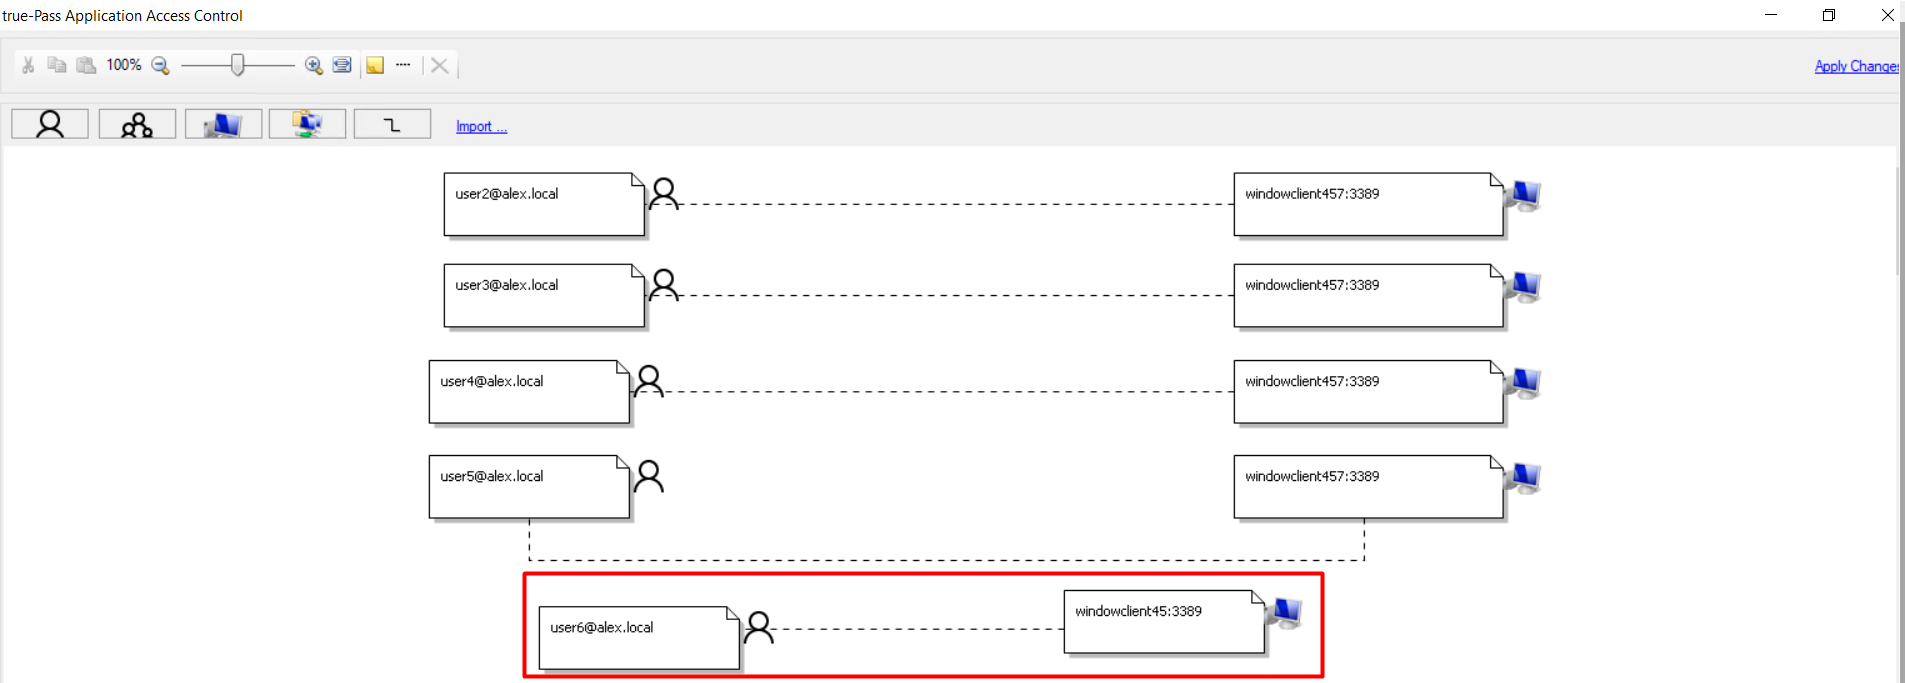 true-Pass Application Access Control
100%
Apply Changes
Import ...
user2@alex.local
windowclient457:3389
user3@alex.local
windowclient457:3389
user4@alex.local
windowclient457:3389
user5@alex.local
windowclient457:3389
user6@alex.local
windowclient45:3389